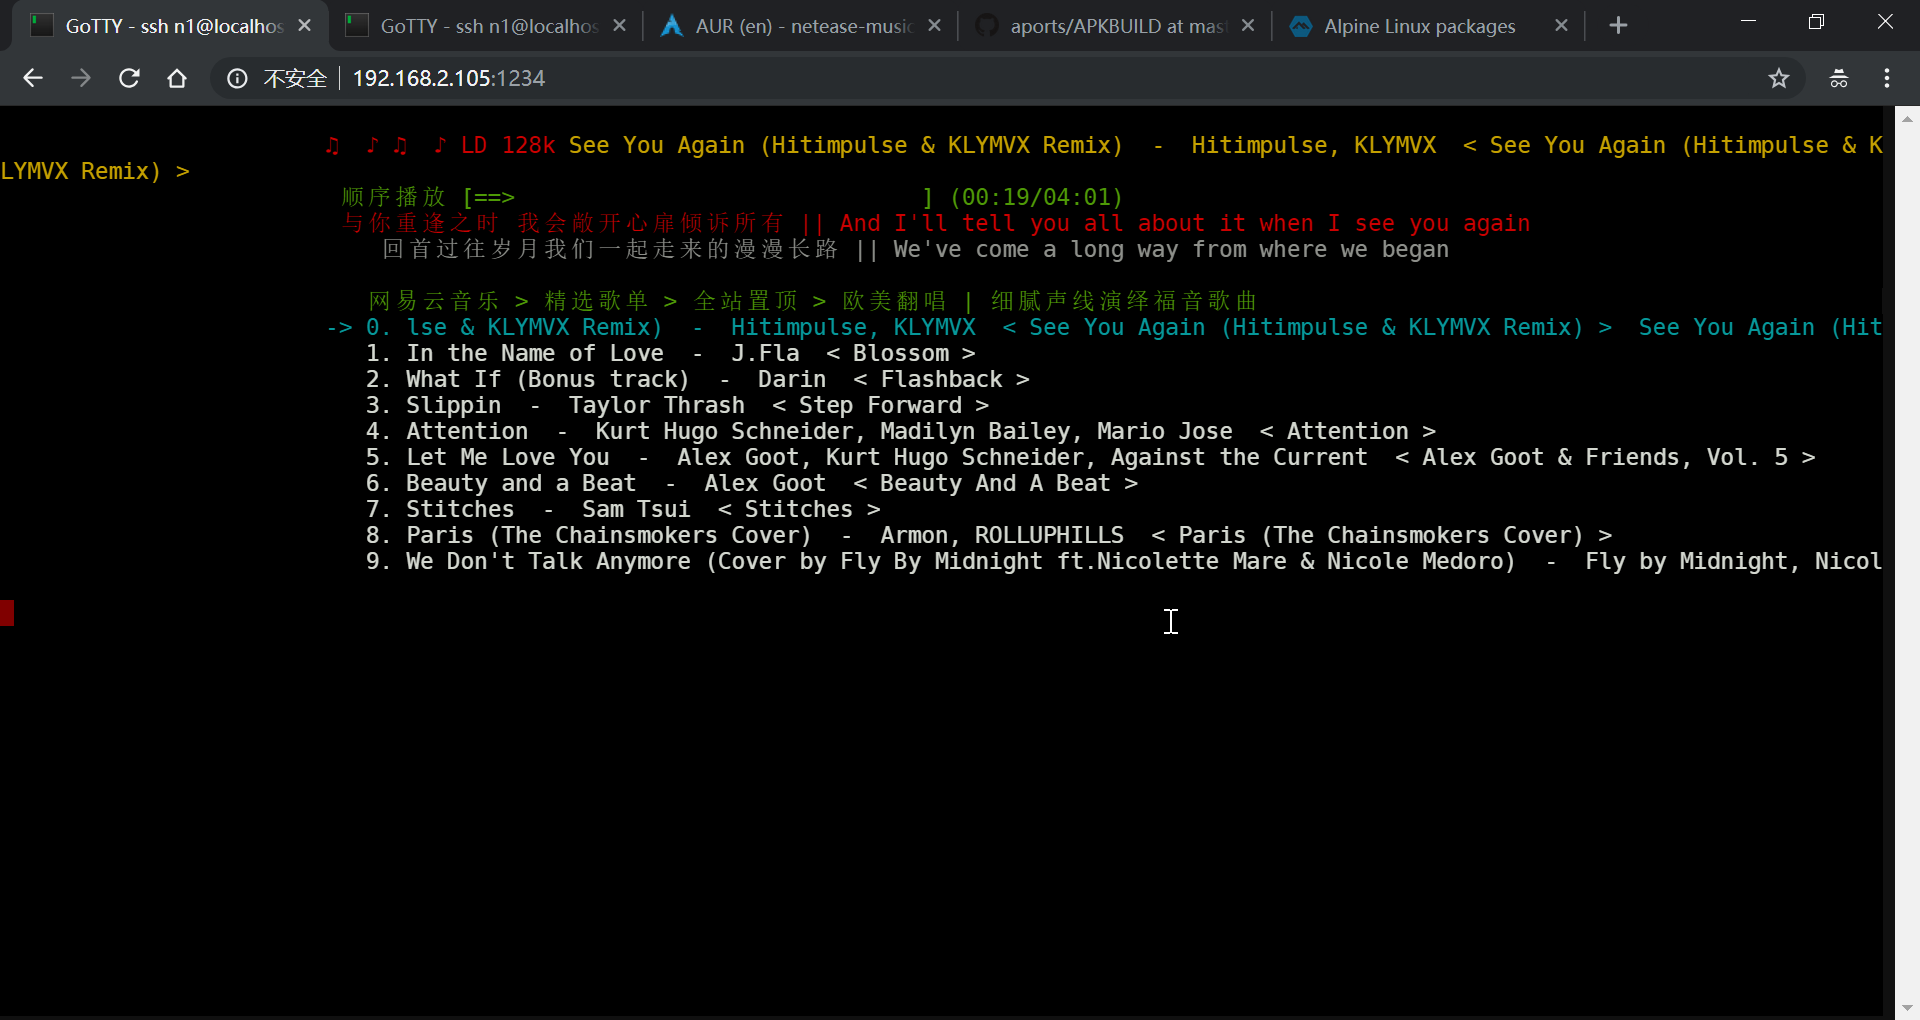 GoTTY - ssh n1@localhos
GoTTY - ssh n1@localhos
AUR (en) - netease-music
aports/APKBUILD at mast
Alpine Linux packages
不安全 192.168.2.105:1234
♫ ♪ ♫ ♪ LD 128k See You Again (Hitimpulse & KLYMVX Remix) - Hitimpulse, KLYMVX < See You Again (Hitimpulse & K
LYMVX Remix) >
顺序播放 [==> ] (00:19/04:01)
与你重逢之时 我会敞开心扉倾诉所有 || And I'll tell you all about it when I see you again
回首过往岁月我们一起走来的漫漫长路 || We've come a long way from where we began
网易云音乐 > 精选歌单 > 全站置顶 > 欧美翻唱 | 细腻声线演绎福音歌曲
-> 0. lse & KLYMVX Remix) - Hitimpulse, KLYMVX < See You Again (Hitimpulse & KLYMVX Remix) > See You Again (Hit
1. In the Name of Love - J.Fla < Blossom >
2. What If (Bonus track) - Darin < Flashback >
3. Slippin - Taylor Thrash < Step Forward >
4. Attention - Kurt Hugo Schneider, Madilyn Bailey, Mario Jose < Attention >
5. Let Me Love You - Alex Goot, Kurt Hugo Schneider, Against the Current < Alex Goot & Friends, Vol. 5 >
6. Beauty and a Beat - Alex Goot < Beauty And A Beat >
7. Stitches - Sam Tsui < Stitches >
8. Paris (The Chainsmokers Cover) - Armon, ROLLUPHILLS < Paris (The Chainsmokers Cover) >
9. We Don't Talk Anymore (Cover by Fly By Midnight ft.Nicolette Mare & Nicole Medoro) - Fly by Midnight, Nicol